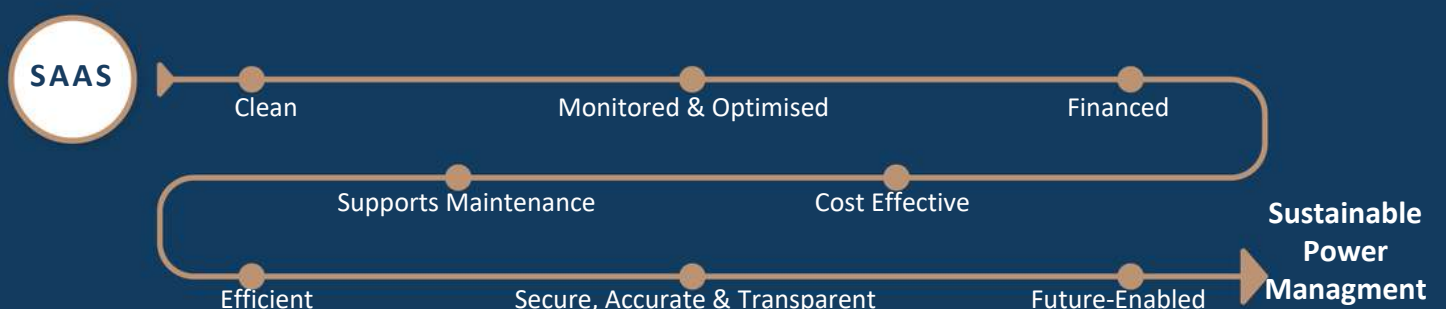 SAAS
Clean
Monitored & Optimised
Financed
Supports Maintenance
Cost Effective
Efficient
Secure, Accurate & Transparent
Future-Enabled
Sustainable
Power
Managment